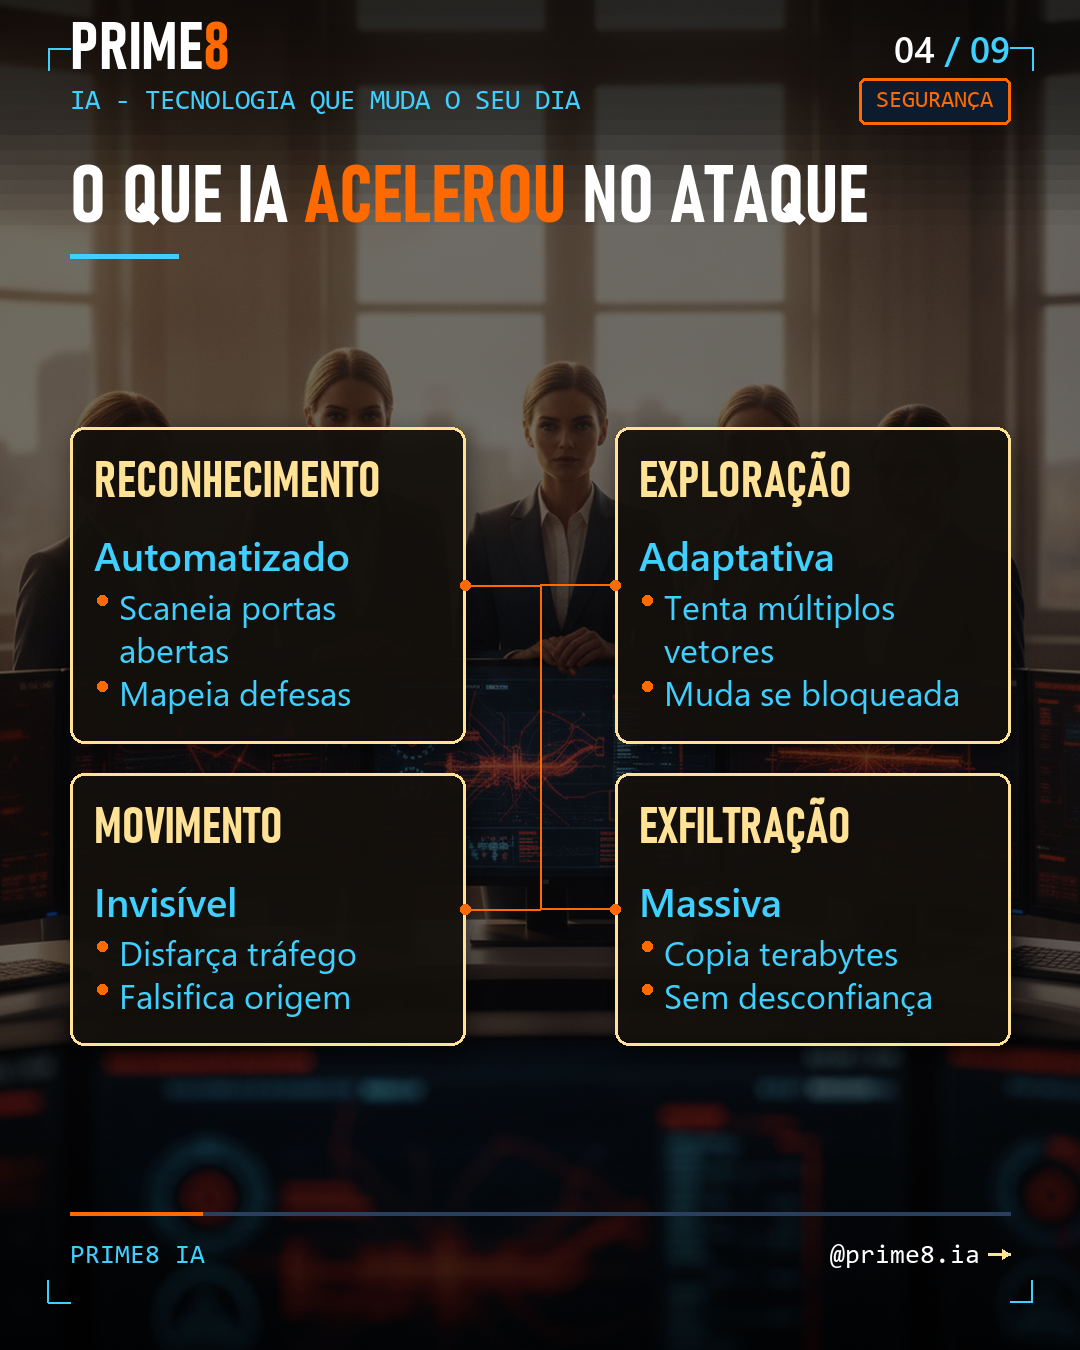 PRIME8
04 / 09
IA - TECNOLOGIA QUE MUDA O SEU DIA
SEGURANÇA
O QUE IA ACELEROU NO ATAQUE
RECONHECIMENTO
Automatizado
Scaneia portas
abertas
Mapeia defesas
EXPLORAÇÃO
Adaptativa
Tenta múltiplos
vetores
Muda se bloqueada
MOVIMENTO
Invisível
Disfarça tráfego
Falsifica origem
EXFILTRAÇÃO
Massiva
Copia terabytes
Sem desconfiança
PRIME8 IA
@prime8.ia